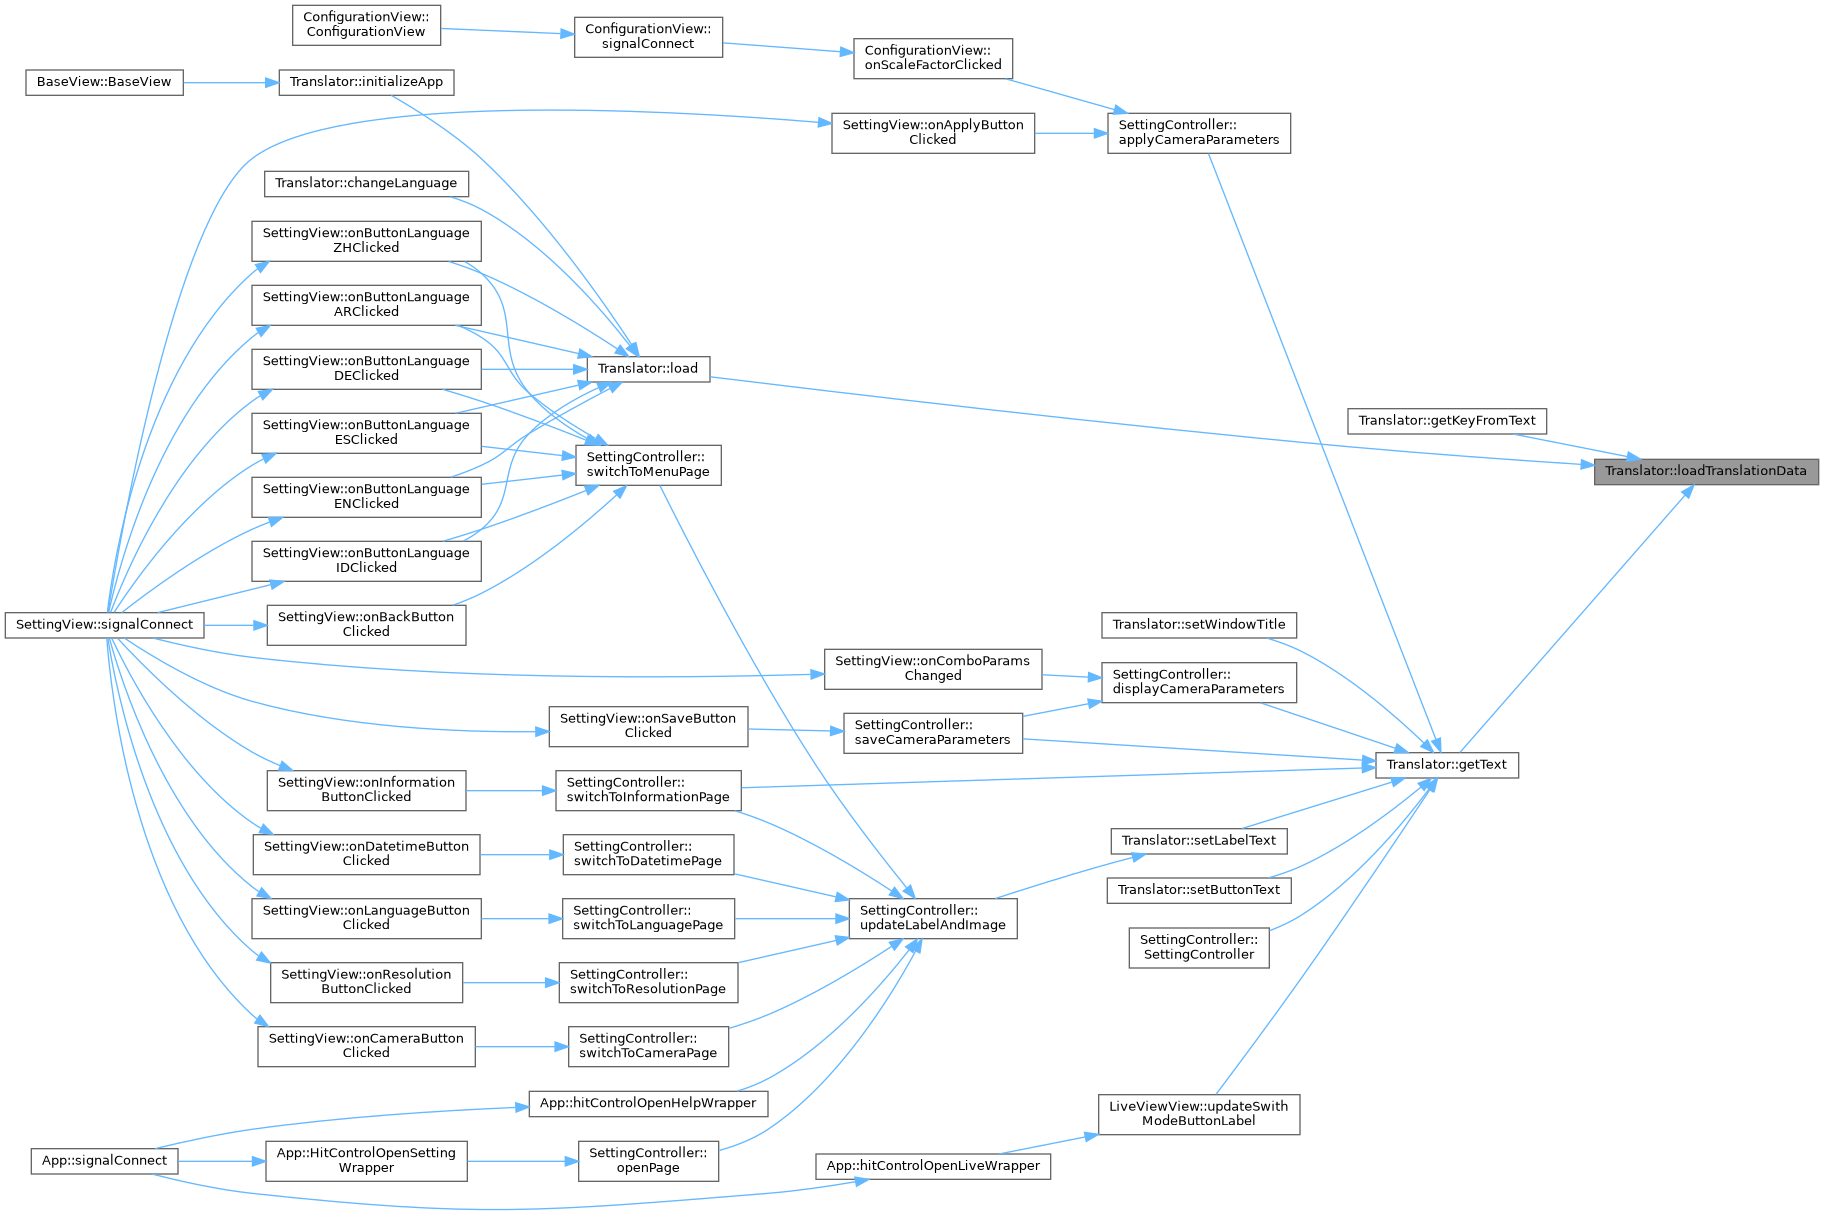 ConfigurationView::
ConfigurationView
ConfigurationView::
signalConnect
ConfigurationView::
onScaleFactorClicked
BaseView::BaseView
Translator::initializeApp
SettingView::onApplyButton
Clicked
SettingController::
applyCameraParameters
Translator::changeLanguage
SettingView::onButtonLanguage
ZHClicked
SettingView::onButtonLanguage
ARClicked
SettingView::onButtonLanguage
DEClicked
Translator::load
SettingView::onButtonLanguage
ESClicked
Translator::getKeyFromText
SettingController::
switchToMenuPage
Translator::loadTranslationData
SettingView::onButtonLanguage
ENClicked
SettingView::onButtonLanguage
IDClicked
SettingView::signalConnect
SettingView::onBackButton
Clicked
Translator::setWindowTitle
SettingView::onComboParams
Changed
SettingController::
displayCameraParameters
SettingView::onSaveButton
Clicked
SettingController::
saveCameraParameters
Translator::getText
SettingView::onInformation
ButtonClicked
SettingController::
switchToInformationPage
SettingView::onDatetimeButton
Clicked
SettingController::
switchToDatetimePage
Translator::setLabelText
Translator::setButtonText
SettingView::onLanguageButton
Clicked
SettingController::
switchToLanguagePage
SettingController::
updateLabelAndImage
SettingController::
SettingController
SettingView::onResolution
ButtonClicked
SettingController::
switchToResolutionPage
SettingView::onCameraButton
Clicked
SettingController::
switchToCameraPage
App::hitControlOpenHelpWrapper
LiveViewView::updateSwith
ModeButtonLabel
App::signalConnect
App::HitControlOpenSetting
Wrapper
SettingController::
openPage
App::hitControlOpenLiveWrapper